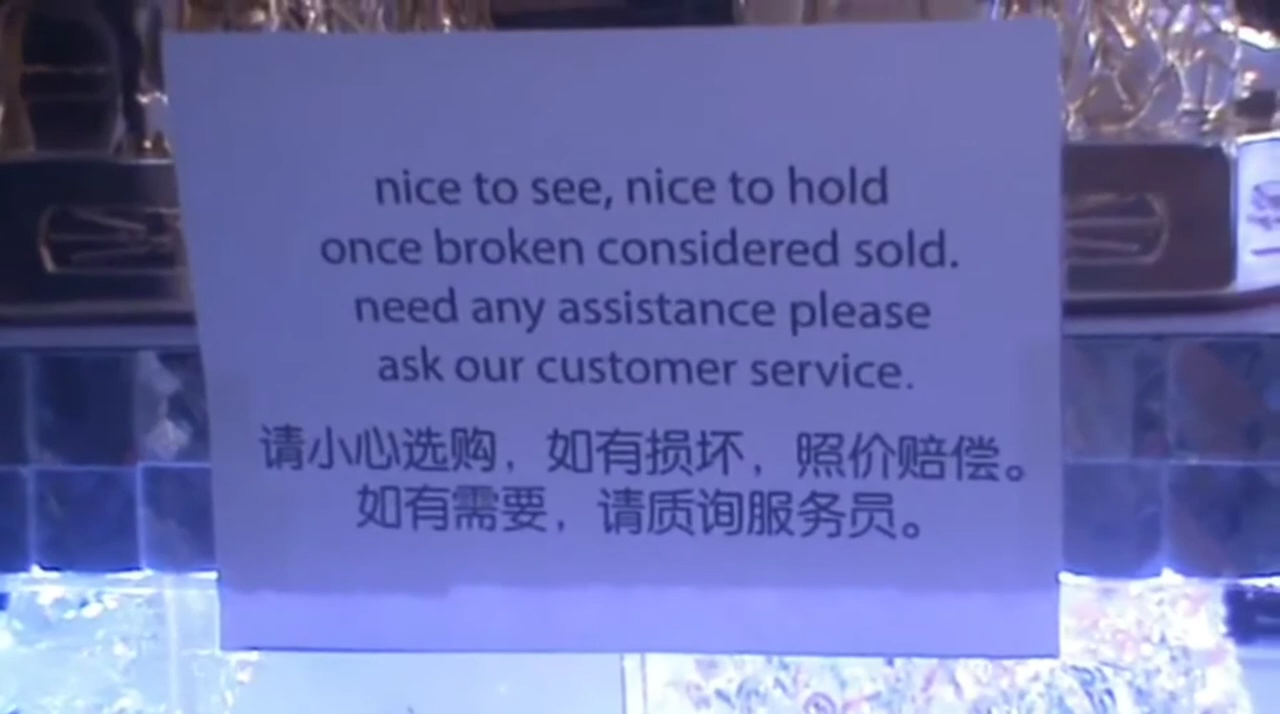 nice to see, nice to hold
once broken considered sold.
need any assistance please
ask our customer service.
请小心选购，如有损坏，照价赔偿。
如有需要，请质询服务员。